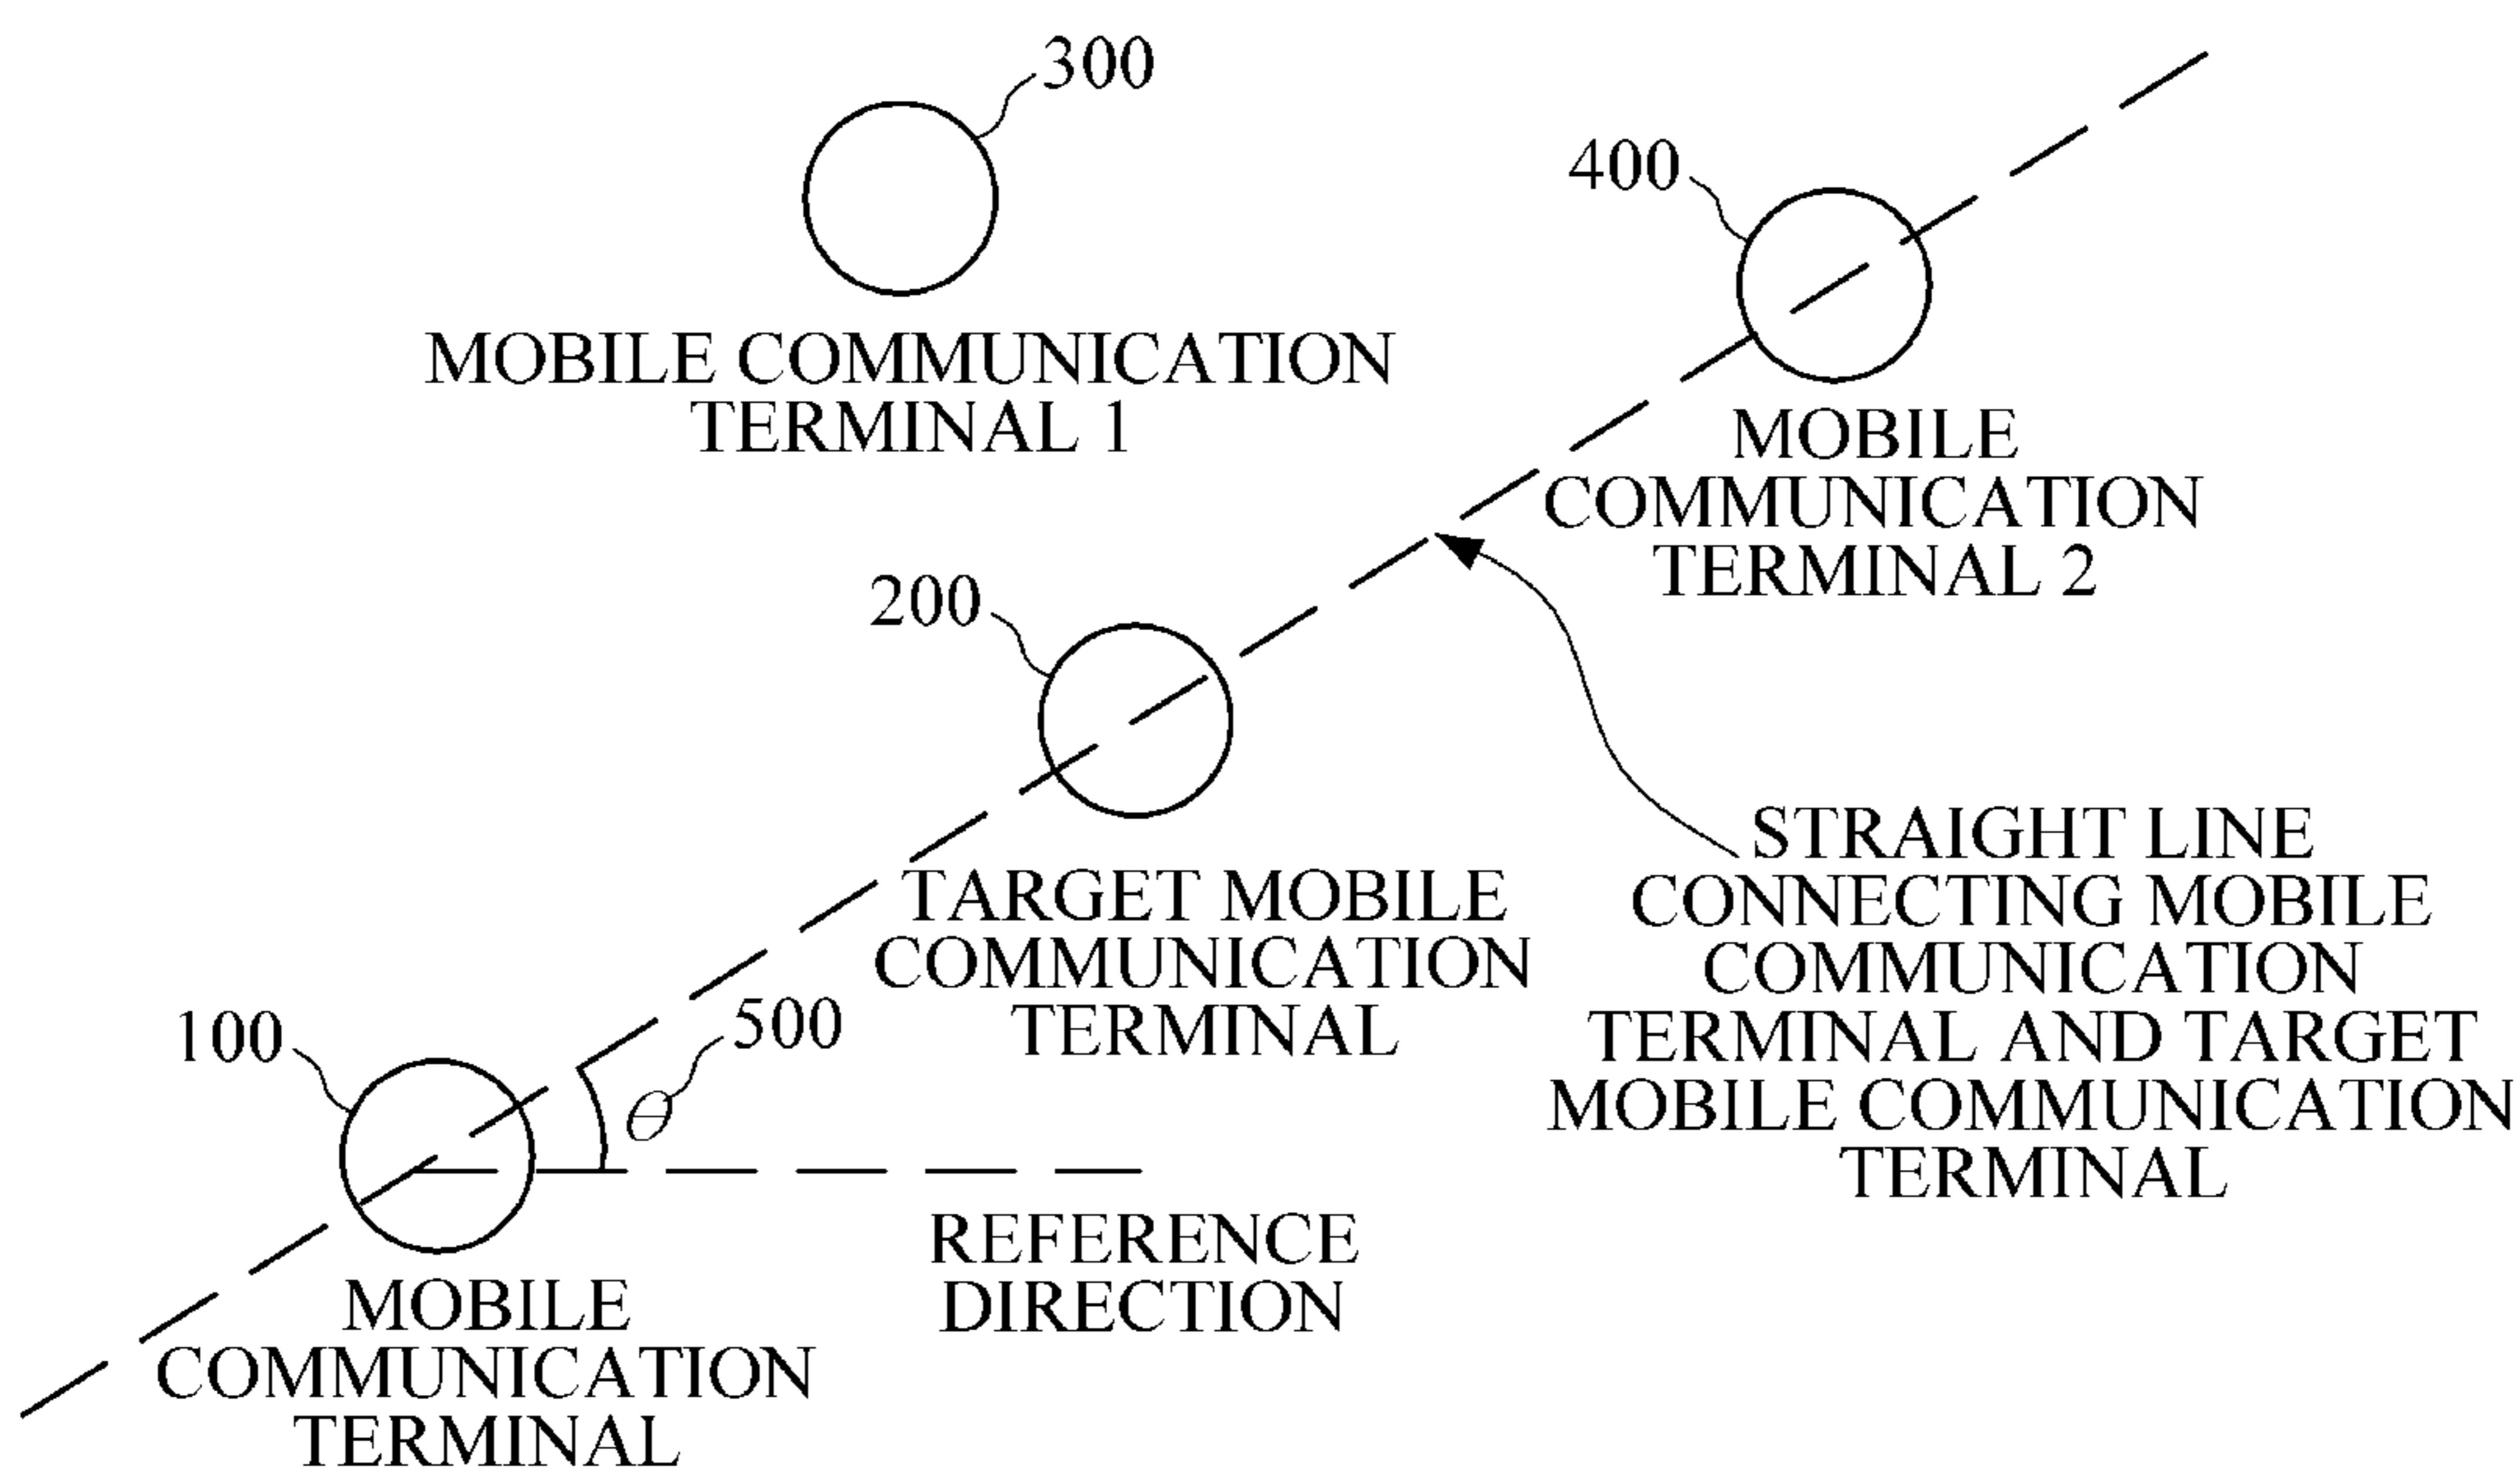 300
MOBILE COMMUNICATION
TERMINAL 1
400
MOBILE
COMMUNICATION
TERMINAL 2
200
TARGET MOBILE
COMMUNICATION
TERMINAL
STRAIGHT LINE
CONNECTING MOBILE
COMMUNICATION
TERMINAL AND TARGET
MOBILE COMMUNICATION
TERMINAL
100
500
θ
REFERENCE
DIRECTION
MOBILE
COMMUNICATION
TERMINAL